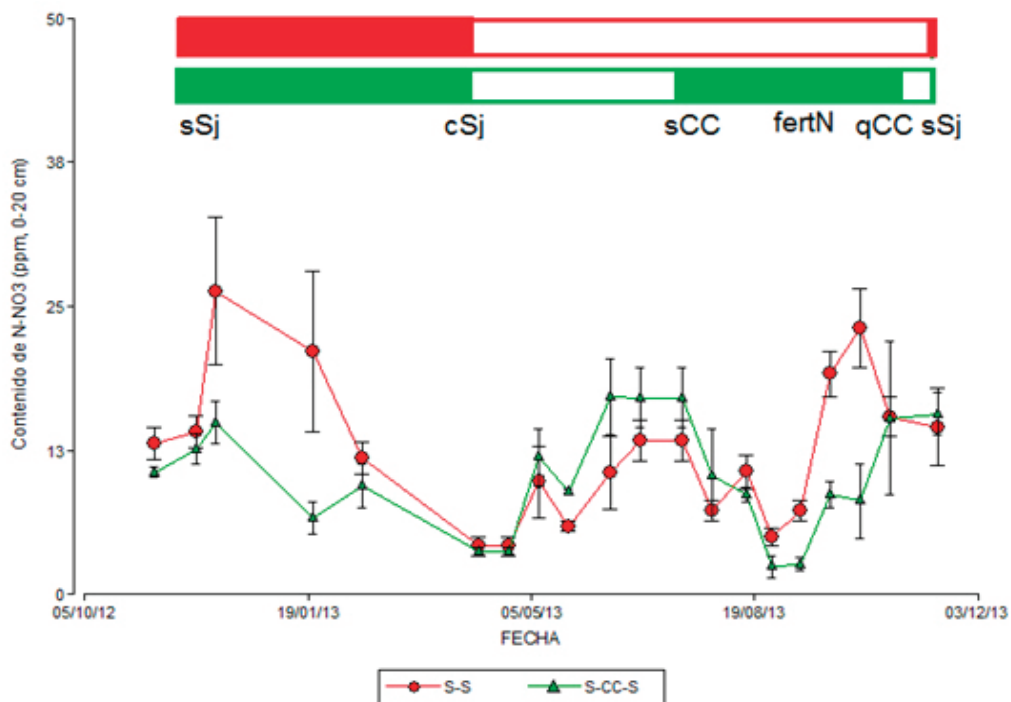 50
sSj cSj sCC fertN qCC sSj
38
25
13
0
Contenido de N-NO3 (ppm, 0-20 cm)
05/10/12 19/01/13 05/05/13 19/08/13 03/12/13
FECHA
S-S S-CC-S